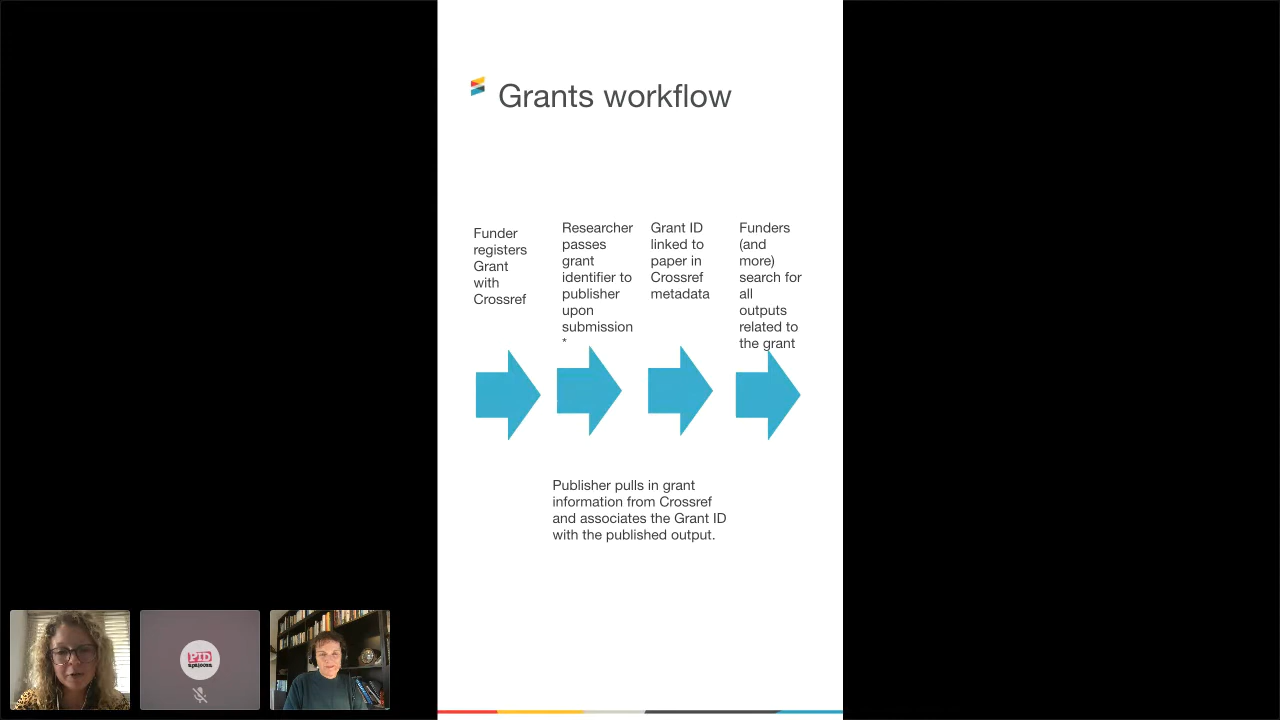 Grants workflow
Funder
registers
Grant
with
Crossref
Researcher
passes
grant
identifier to
publisher
upon
submission
*
Grant ID
linked to
paper in
Crossref
metadata
Funders
(and
more)
search for
all
outputs
related to
the grant
Publisher pulls in grant
information from Crossref
and associates the Grant ID
with the published output.
PID
apalooza